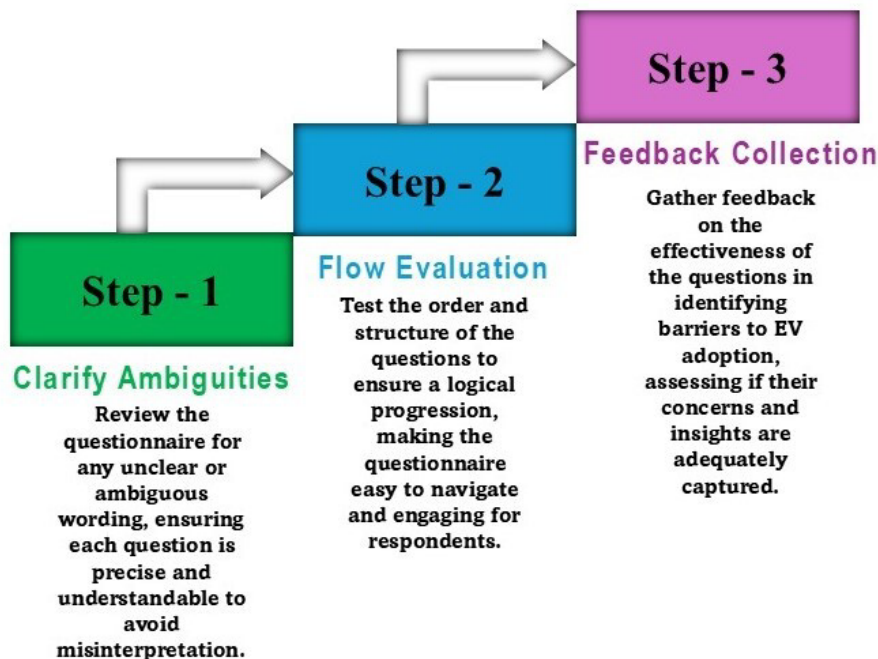 Step - 1
Clarify Ambiguities
Review the
questionnaire for
any unclear or
ambiguous
wording, ensuring
each question is
precise and
understandable to
avoid
misinterpretation.
Step - 2
Flow Evaluation
Test the order and
structure of the
questions to
ensure a logical
progression,
making the
questionnaire
easy to navigate
and engaging for
respondents.
Step - 3
Feedback Collection
Gather feedback
on the
effectiveness of
the questions in
identifying
barriers to EV
adoption,
assessing if their
concerns and
insights are
adequately
captured.